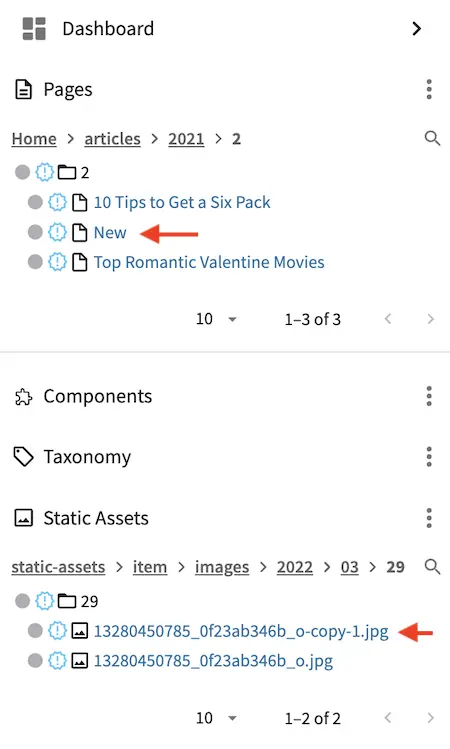 Dashboard
Pages
Home > articles > 2021 > 2
2
10 Tips to Get a Six Pack
New
Top Romantic Valentine Movies
10 1–3 of 3
Components
Taxonomy
Static Assets
static-assets > item > images > 2022 > 03 > 29
29
13280450785_0f23ab346b_o-copy-1.jpg
13280450785_0f23ab346b_o.jpg
10 1–2 of 2